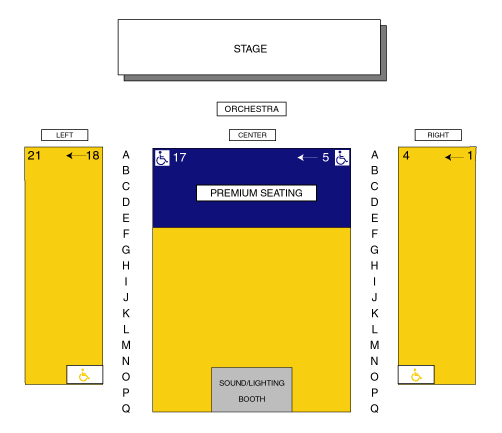 STAGE
ORCHESTRA
LEFT
CENTER
RIGHT
21 18
A
17 5
A
4 1
B
B
C
PREMIUM SEATING
C
D
D
E
E
F
F
G
G
H
H
I
I
J
J
K
K
L
L
M
M
N
N
O
SOUND/LIGHTING
O
P
BOOTH
P
Q
Q